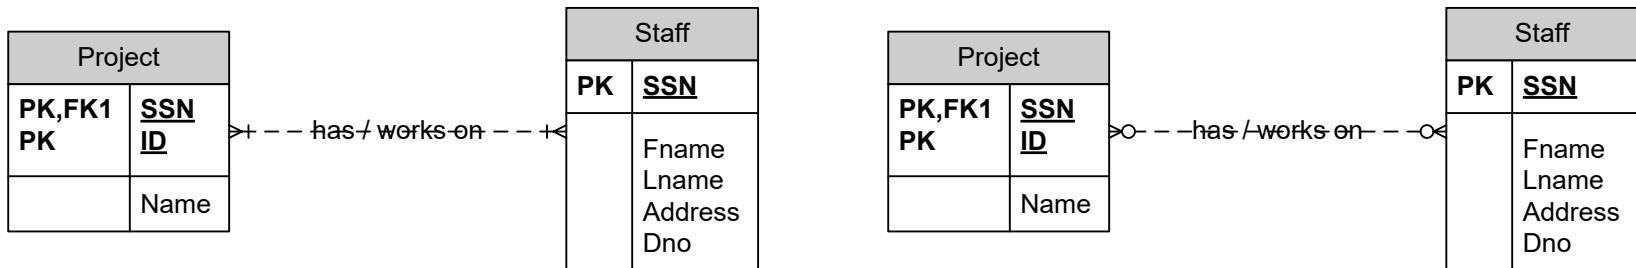 Project
PK,FK1 SSN
PK ID
Name
has / works on
Staff
PK SSN
Fname
Lname
Address
Dno
Project
PK,FK1 SSN
PK ID
Name
has / works on
Staff
PK SSN
Fname
Lname
Address
Dno